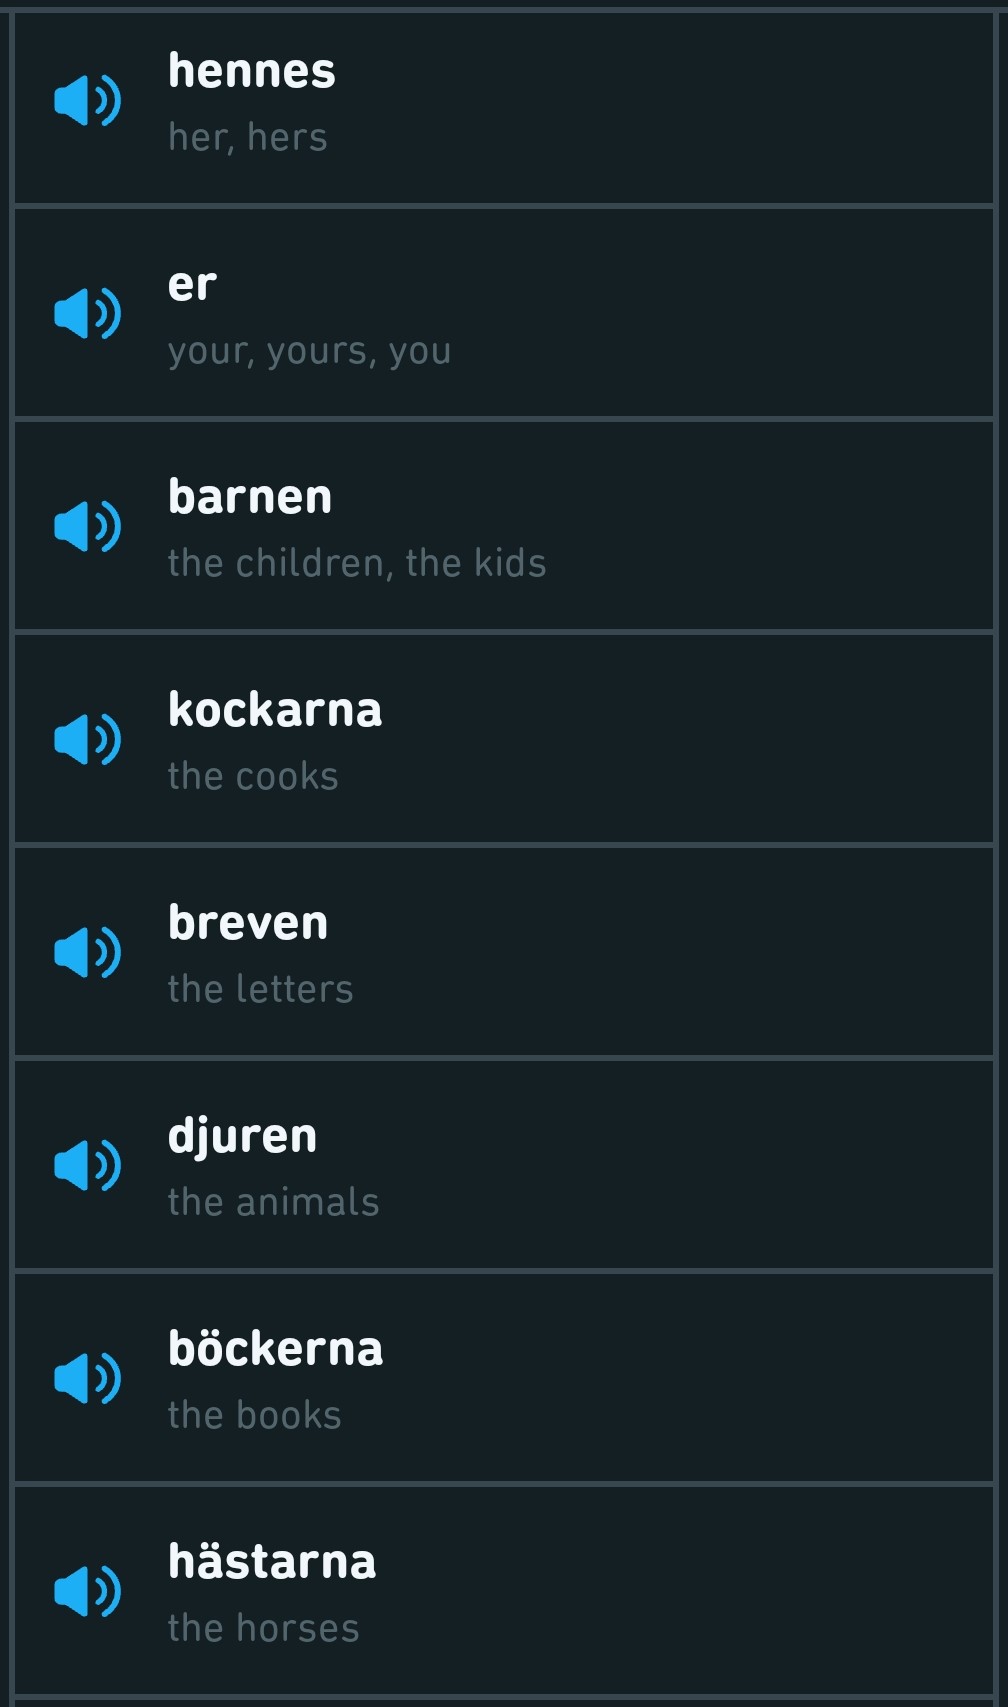 hennes
her, hers
er
your, yours, you
barnen
the children, the kids
kockarna
the cooks
breven
the letters
djuren
the animals
böckerna
the books
hästarna
the horses